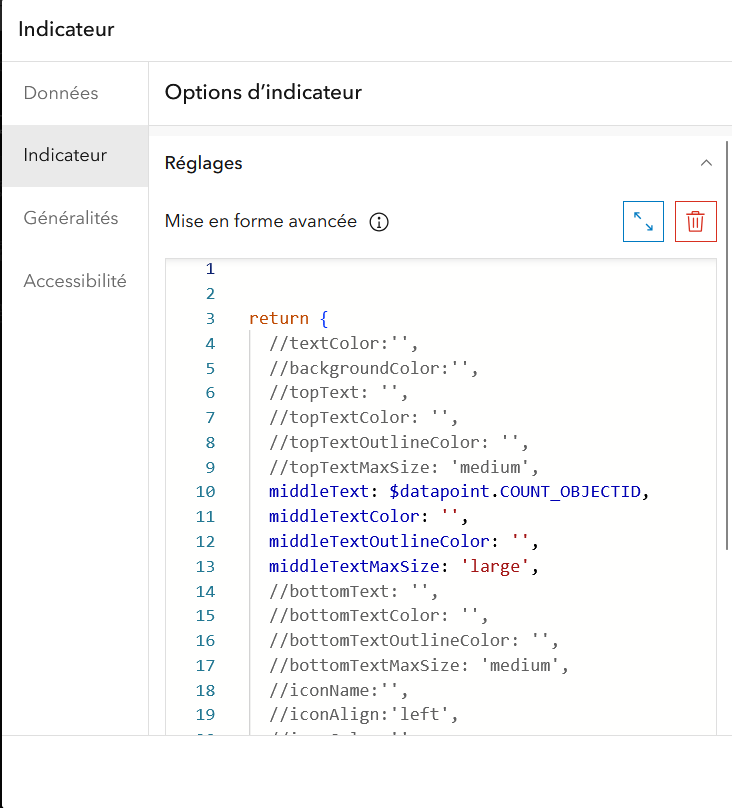 Indicateur
Données
Options d’indicateur
Indicateur
Réglages
Généralités
Mise en forme avancée
Accessibilité
1
2
3 return {
4 //textColor:'',
5 //backgroundColor:'',
6 //topText: '',
7 //topTextColor: '',
8 //topTextOutlineColor: '',
9 //topTextMaxSize: 'medium',
10 middleText: $datapoint.COUNT_OBJECTID,
11 middleTextColor: '',
12 middleTextOutlineColor: '',
13 middleTextMaxSize: 'large',
14 //bottomText: '',
15 //bottomTextColor: '',
16 //bottomTextOutlineColor: '',
17 //bottomTextMaxSize: 'medium',
18 //iconName:'',
19 //iconAlign:'left',